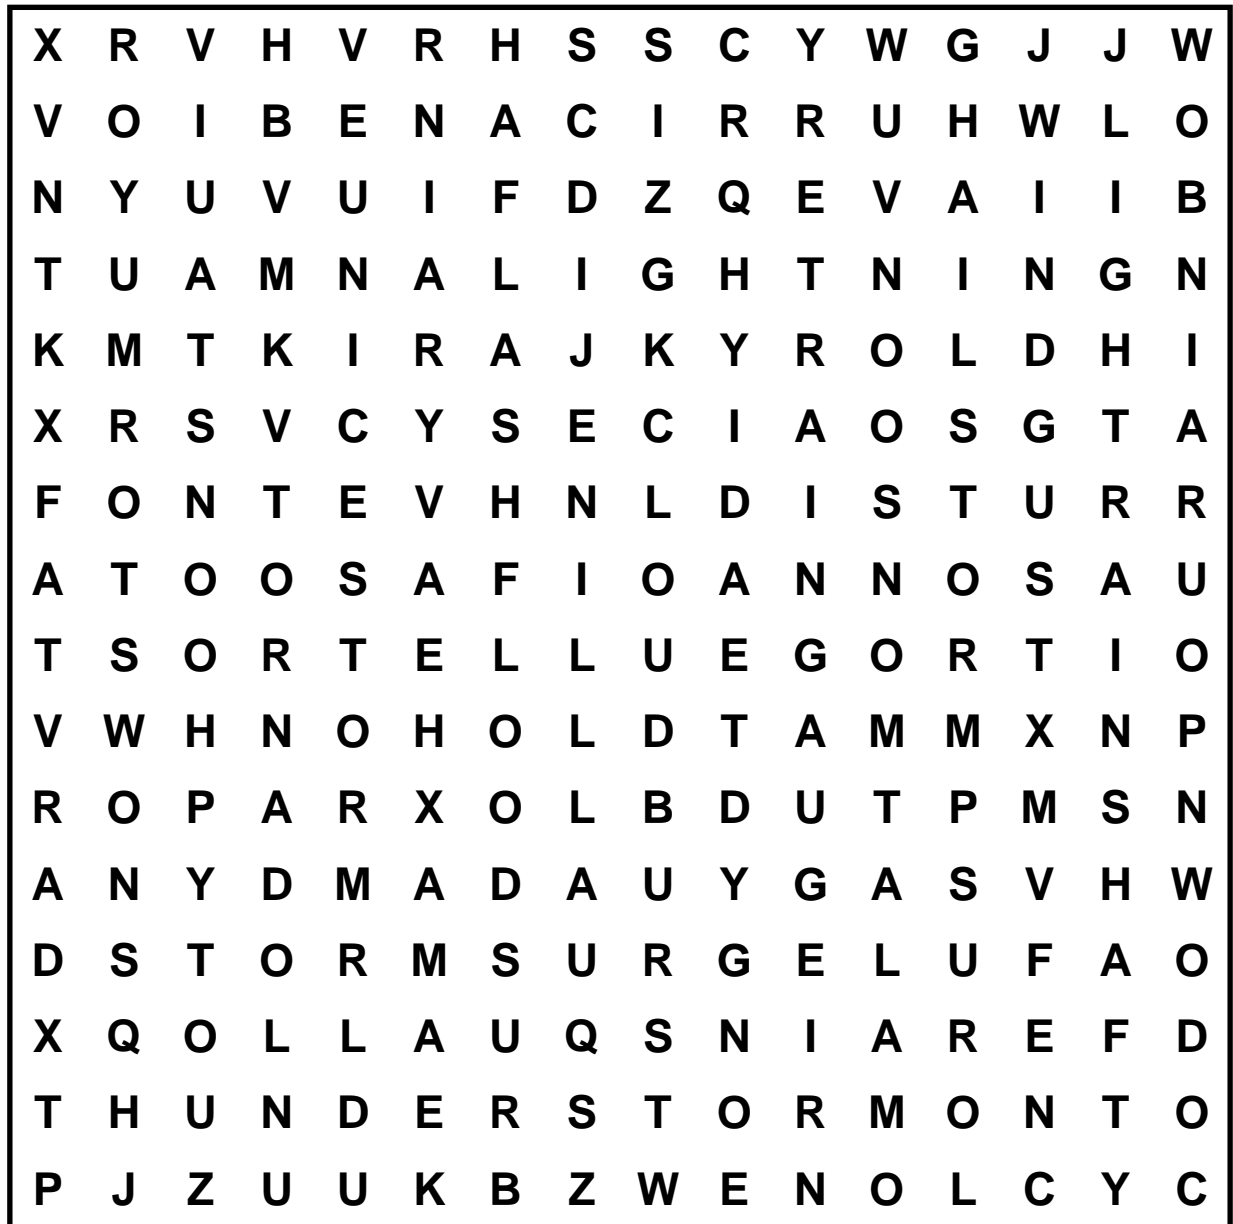 X R V H V R H S S C Y W G J J W
V O I B E N A C I R R U H W L O
N Y U V U I F D Z Q E V A I I B
T U A M N A L I G H T N I N G N
K M T K I R A J K Y R O L D H I
X R S V C Y S E C I A O S G T A
F O N T E V H N L D I S T U R R
A T O O S A F I O A N N O S A U
T S O R T E L L U E G O R T I O
V W H N O H O L D T A M M X N P
R O P A R X O L B D U T P M S N
A N Y D M A D A U Y G A S V H W
D S T O R M S U R G E L U F A O
X Q O L L A U Q S N I A R E F D
T H U N D E R S T O R M O N T O
P J Z U U K B Z W E N O L C Y C